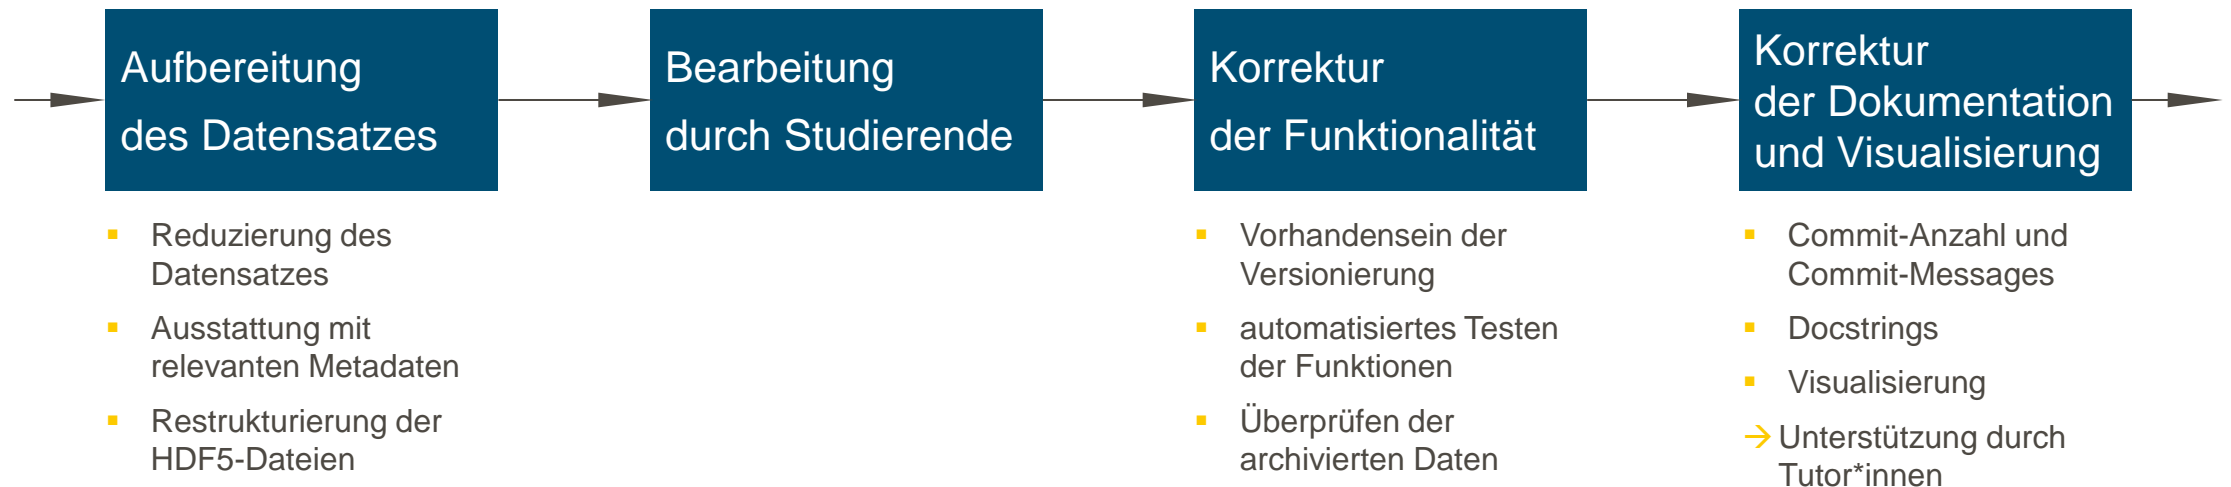 Aufbereitung
des Datensatzes
Reduzierung des
Datensatzes
Ausstattung mit
relevanten Metadaten
Restrukturierung der
HDF5-Dateien
Bearbeitung
durch Studierende
Korrektur
der Funktionalität
Vorhandensein der
Versionierung
automatisiertes Testen
der Funktionen
Überprüfen der
archivierten Daten
Korrektur
der Dokumentation
und Visualisierung
Commit-Anzahl und
Commit-Messages
Docstrings
Visualisierung
→ Unterstützung durch
Tutor*innen